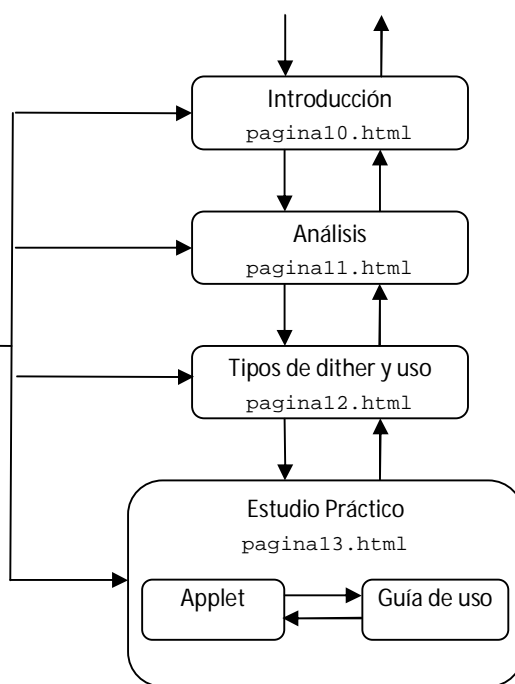 Introducción
pagina10.html
Análisis
pagina11.html
Tipos de dither y uso
pagina12.html
Estudio Práctico
pagina13.html
Applet
Guía de uso